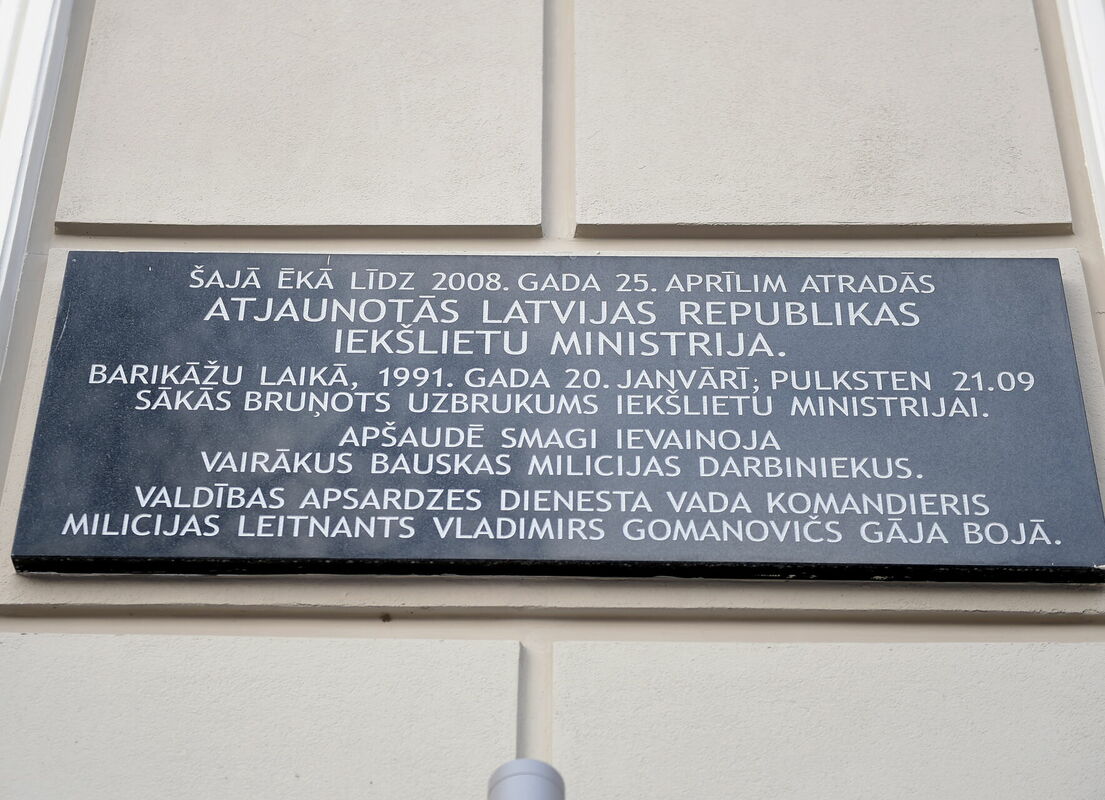 ŠAJĀ ĒKĀ LĪDZ 2008. GADA 25. APRĪLIM ATRADĀS
ATJAUNOTĀS LATVIJAS REPUBLIKAS
IEKŠLIETU MINISTRIJA.
BARIKĀŽU LAIKĀ, 1991. GADA 20. JANVĀRĪ, PULKSTEN 21.09
SĀKĀS BRUŅOTS UZBRUKUMS IEKŠLIETU MINISTRIJAI.
APŠAUDĒ SMAGI IEVAINOJA
VAIRĀKUS BAUSKAS MILICIJAS DARBINIEKUS.
VALDĪBAS APSARDZES DIENESTA VADA KOMANDIERIS
MILICIJAS LEITNANTS VLADIMIRS GOMANOVIČS GĀJA BOJĀ.